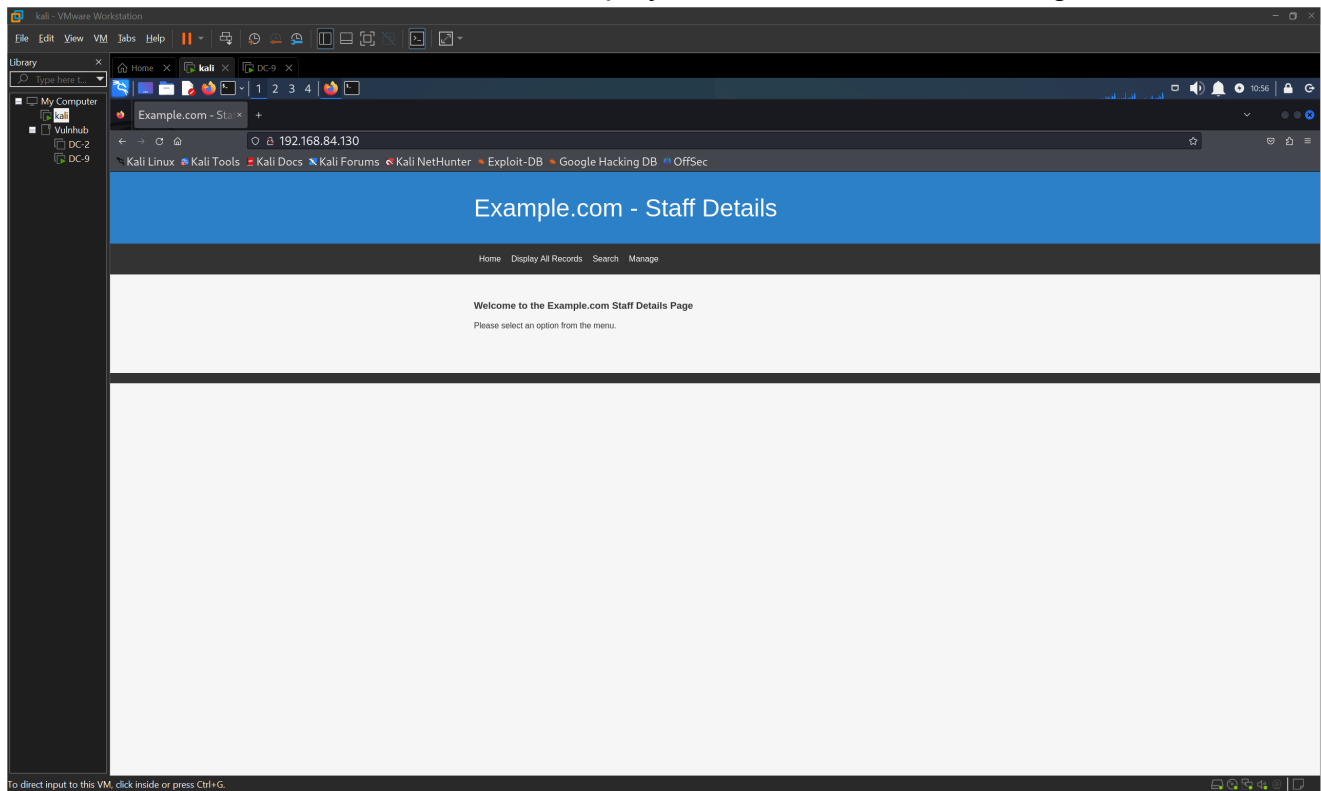 kali - VMware Workstation
File Edit View VM Tabs Help
Library
Home kali DC-9
Type here t...
1 2 3 4
10:56
My Computer
kali
Vulnhub
DC-2
DC-9
Example.com - Sta
192.168.84.130
Kali Linux Kali Tools Kali Docs Kali Forums Kali NetHunter Exploit-DB Google Hacking DB OffSec
Example.com - Staff Details
Home Display All Records Search Manage
Welcome to the Example.com Staff Details Page
Please select an option from the menu.
To direct input to this VM, click inside or press Ctrl+G.